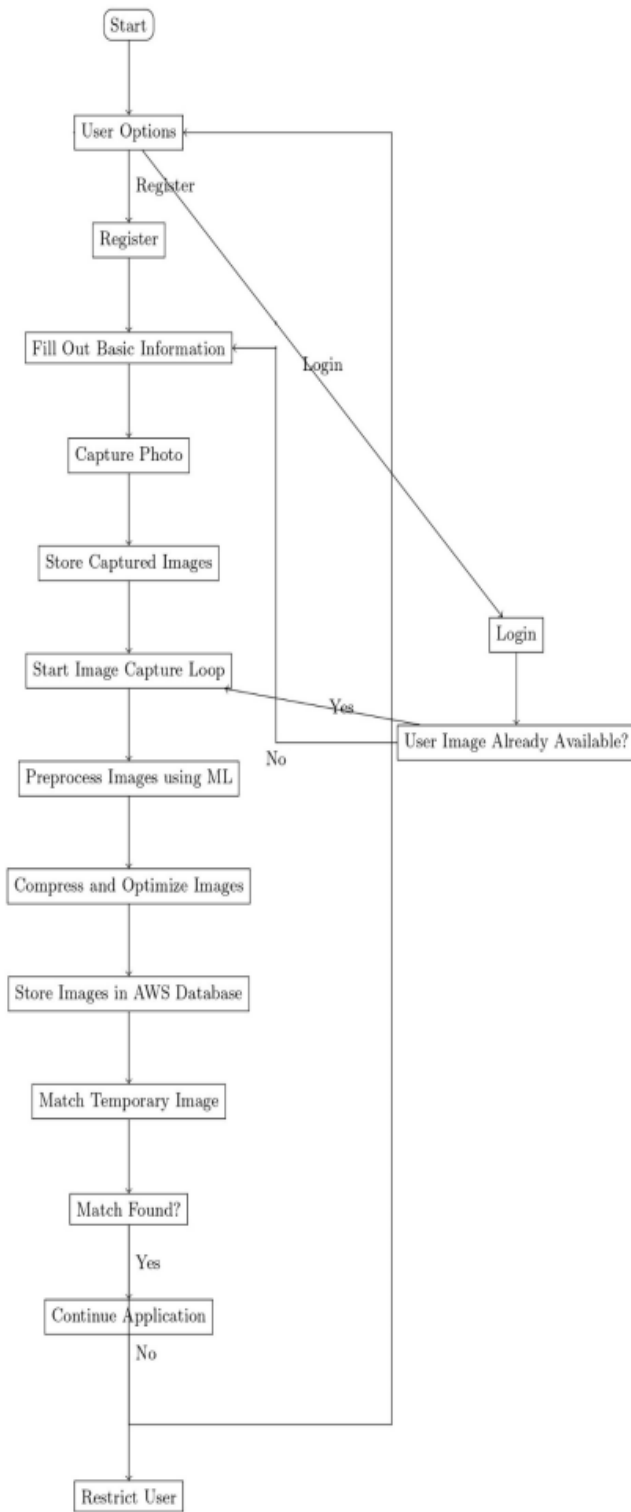 Start
User Options
Register
Register
Fill Out Basic Information
Login
Capture Photo
Store Captured Images
Login
Start Image Capture Loop
Yes
User Image Already Available?
No
Preprocess Images using ML
Compress and Optimize Images
Store Images in AWS Database
Match Temporary Image
Match Found?
Yes
Continue Application
No
Restrict User